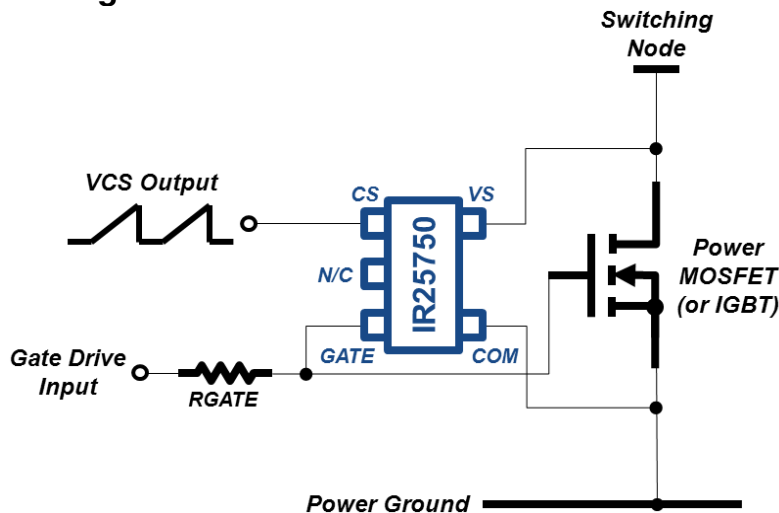 Switching
Node
VCS Output
CS
VS
N/C
IR25750
Power
MOSFET
(or IGBT)
GATE
COM
Gate Drive
Input
RGATE
Power Ground